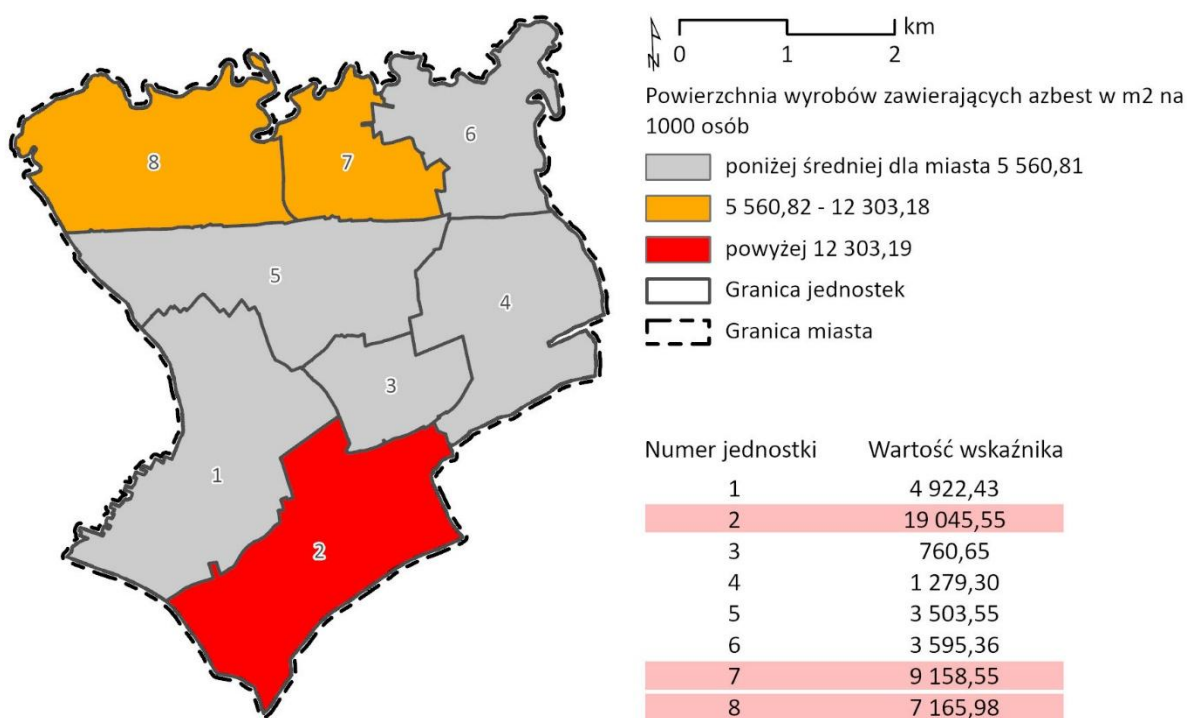 km
0 1 2
N
Powierzchnia wyrobów zawierających azbest w m2 na
1000 osób
poniżej średniej dla miasta 5 560,81
5 560,82 - 12 303,18
powyżej 12 303,19
Granica jednostek
Granica miasta
8
7
6
5
4
3
1
2
Numer jednostki Wartość wskaźnika
1 4 922,43
2 19 045,55
3 760,65
4 1 279,30
5 3 503,55
6 3 595,36
7 9 158,55
8 7 165,98